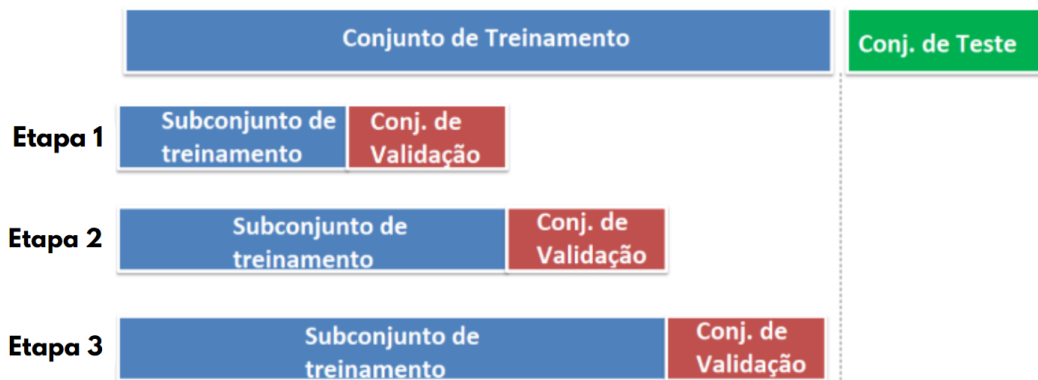 Conjunto de Treinamento
Conj. de Teste
Etapa 1
Subconjunto de
treinamento
Conj. de
Validação
Etapa 2
Subconjunto de
treinamento
Conj. de
Validação
Etapa 3
Subconjunto de
treinamento
Conj. de
Validação